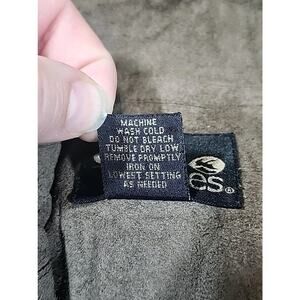 MACHINE
WASH COLD
DO NOT BLEACH
TUMBLE DRY LOW
REMOVE PROMPTLY
IRON ON
LOWEST SETTING
AS NEEDED
es®